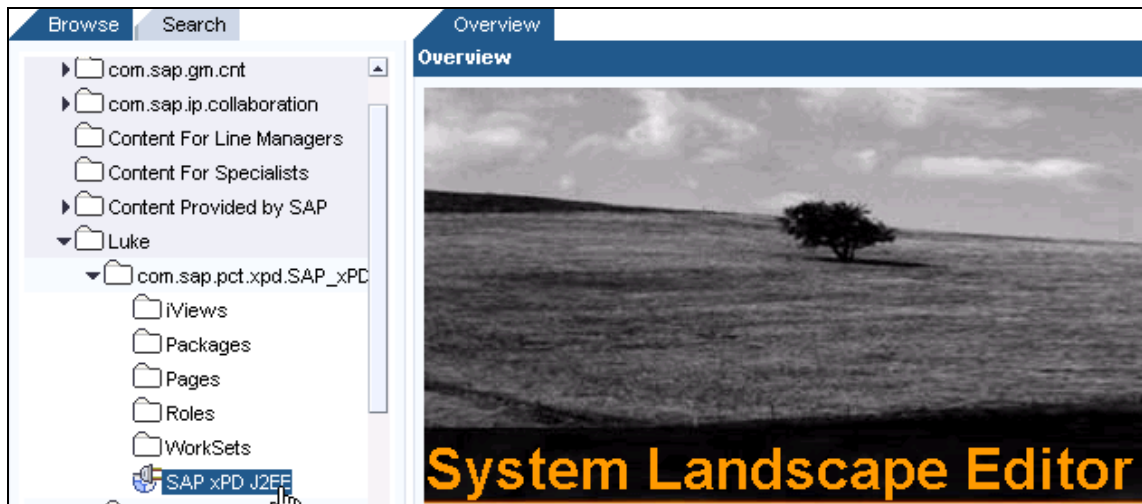 Browse
Search
com.sap.gm.cnt
com.sap.ip.collaboration
Content For Line Managers
Content For Specialists
Content Provided by SAP
Luke
com.sap.pct.xpd.SAP_xPD
iViews
Packages
Pages
Roles
WorkSets
SAP xPD J2EE
Overview
Overview
System Landscape Editor